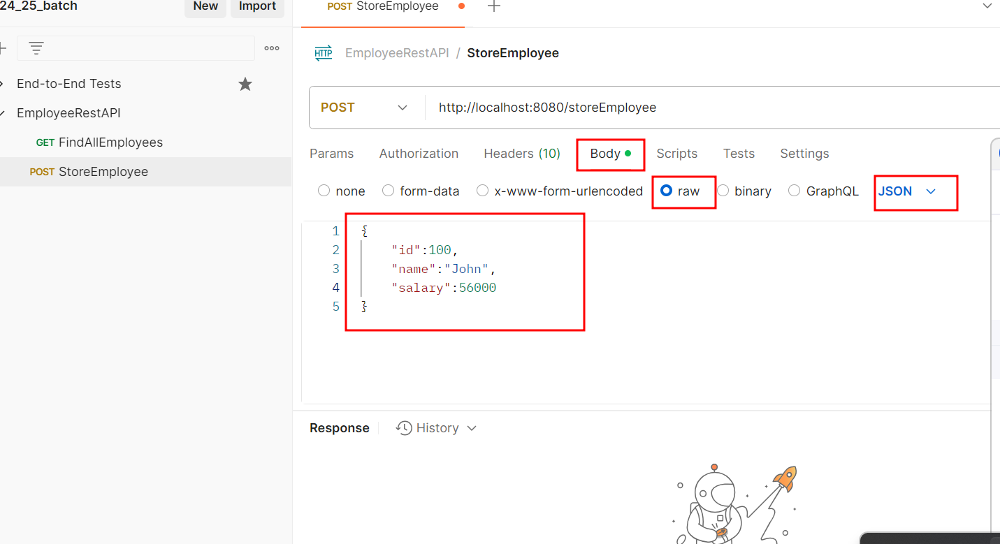 24_25_batch
New
Import
POST StoreEmployee
End-to-End Tests
EmployeeRestAPI
GET FindAllEmployees
POST StoreEmployee
HTTP EmployeeRestAPI / StoreEmployee
POST http://localhost:8080/storeEmployee
Params Authorization Headers (10) Body Scripts Tests Settings
none form-data x-www-form-urlencoded raw binary GraphQL JSON
1 {
2 "id":100,
3 "name":"John",
4 "salary":56000
5 }
Response History